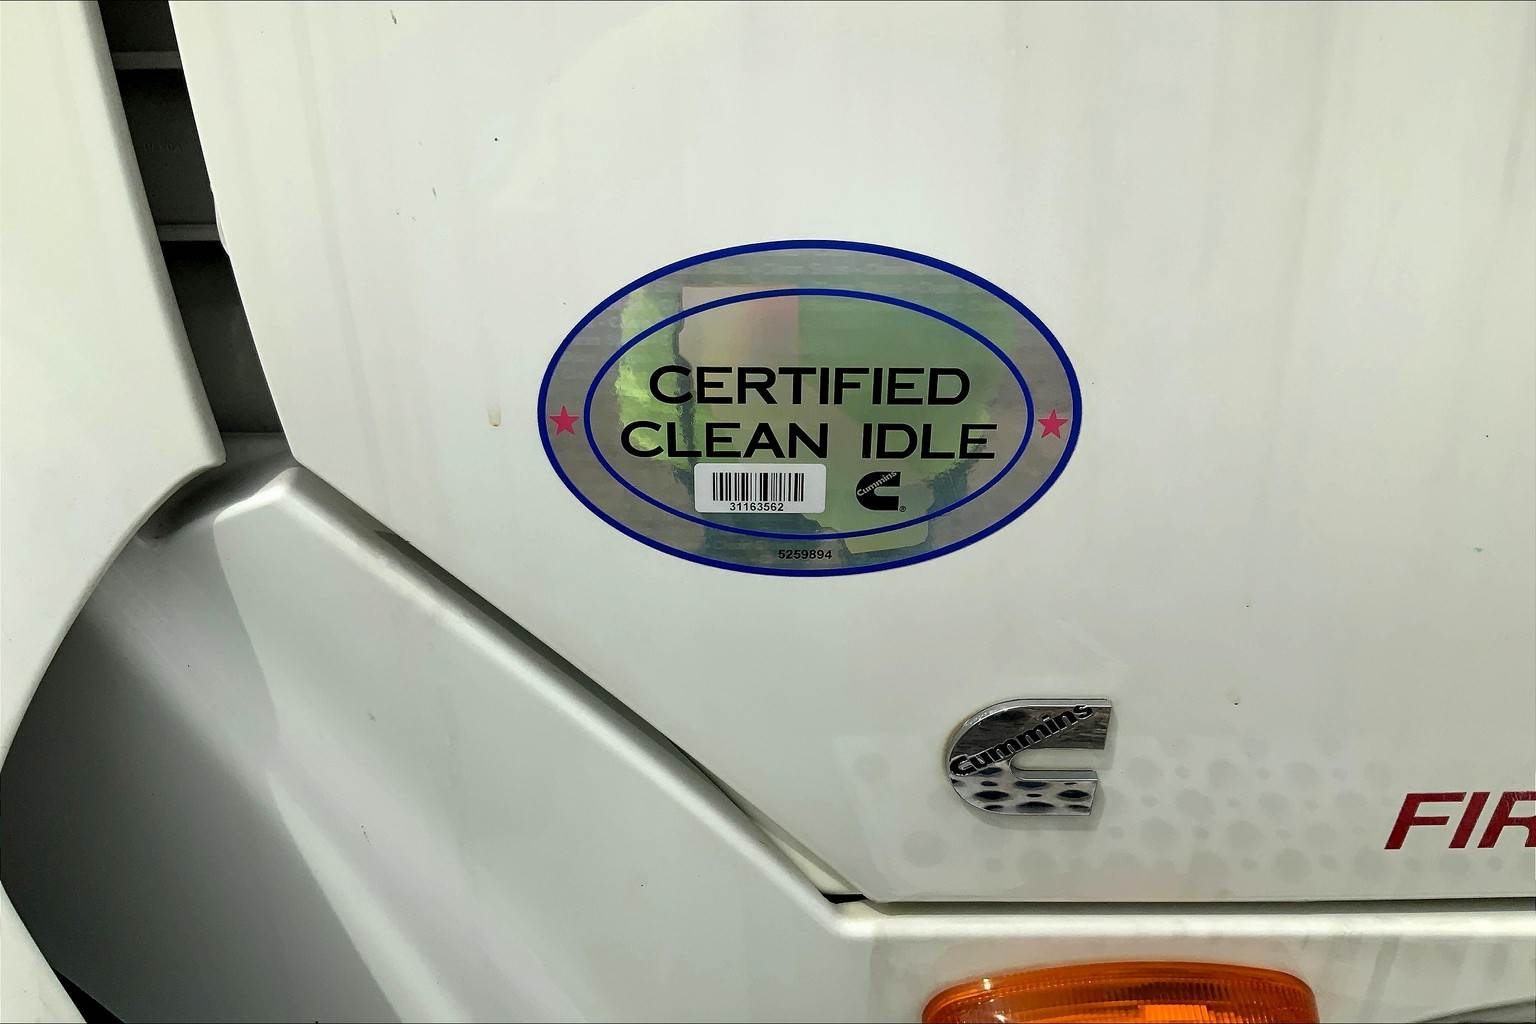 CERTIFIED
CLEAN IDLE
Cummins
31163562
5259894
Cummins
FIR